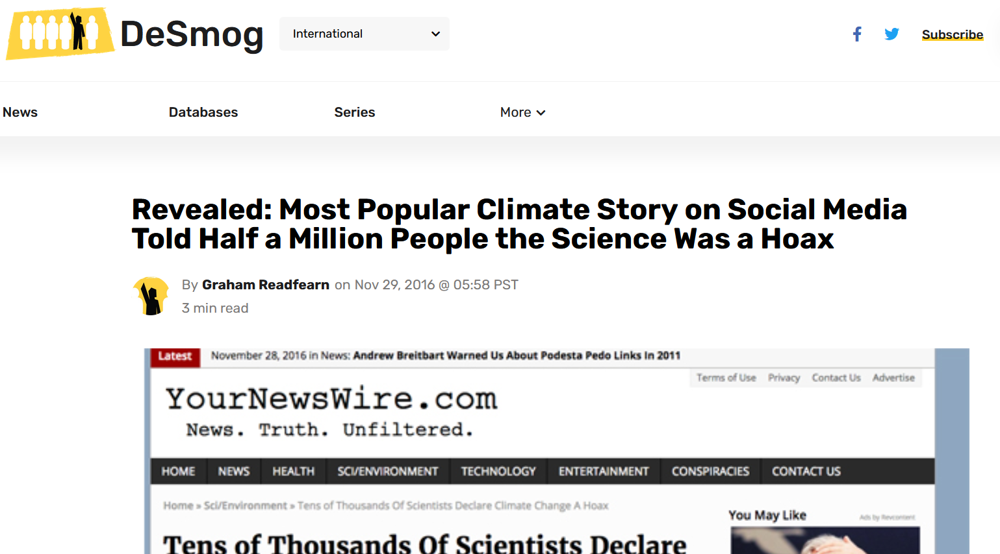 DeSmog
International
Subscribe
News
Databases
Series
More
Revealed: Most Popular Climate Story on Social Media
Told Half a Million People the Science Was a Hoax
By Graham Readfearn on Nov 29, 2016 @ 05:58 PST
3 min read
Latest
November 28, 2016 in News: Andrew Breitbart Warned Us About Podesta Pedo Links In 2011
Terms of Use Privacy Contact Us Advertise
YourNewsWire.com
News. Truth. Unfiltered.
HOME NEWS HEALTH SCI/ENVIRONMENT TECHNOLOGY ENTERTAINMENT CONSPIRACIES CONTACT US
Home » Sci/Environment » Tens of Thousands Of Scientists Declare Climate Change A Hoax
You May Like
Ads by Revcontent
Tens of Thousands Of Scientists Declare